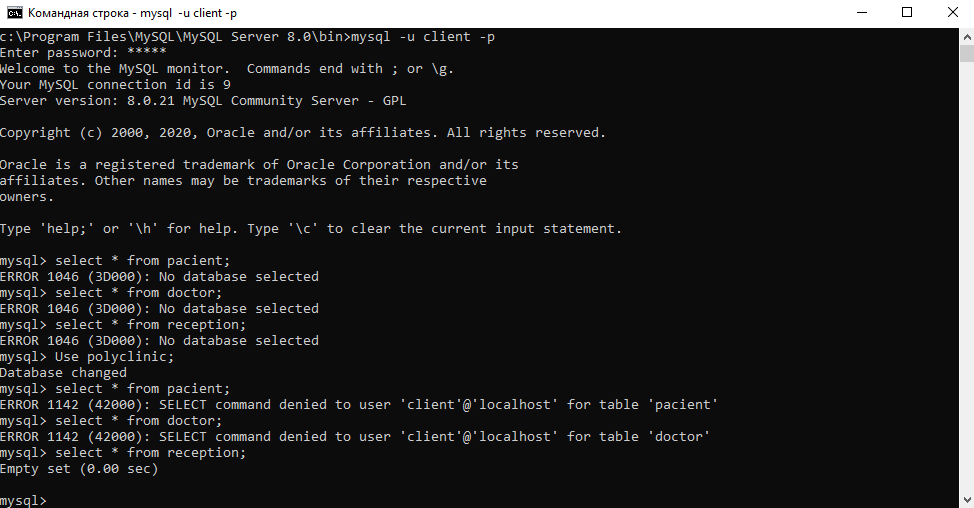 Командная строка - mysql  -u client -p
c:\Program Files\MySQL\MySQL Server 8.0\bin>mysql -u client -p
Enter password: *****
Welcome to the MySQL monitor.  Commands end with ; or \g.
Your MySQL connection id is 9
Server version: 8.0.21 MySQL Community Server - GPL
Copyright (c) 2000, 2020, Oracle and/or its affiliates. All rights reserved.
Oracle is a registered trademark of Oracle Corporation and/or its
affiliates. Other names may be trademarks of their respective
owners.
Type 'help;' or '\h' for help. Type '\c' to clear the current input statement.
mysql> select * from pacient;
ERROR 1046 (3D000): No database selected
mysql> select * from doctor;
ERROR 1046 (3D000): No database selected
mysql> select * from reception;
ERROR 1046 (3D000): No database selected
mysql> Use polyclinic;
Database changed
mysql> select * from pacient;
ERROR 1142 (42000): SELECT command denied to user 'client'@'localhost' for table 'pacient'
mysql> select * from doctor;
ERROR 1142 (42000): SELECT command denied to user 'client'@'localhost' for table 'doctor'
mysql> select * from reception;
Empty set (0.00 sec)
mysql>